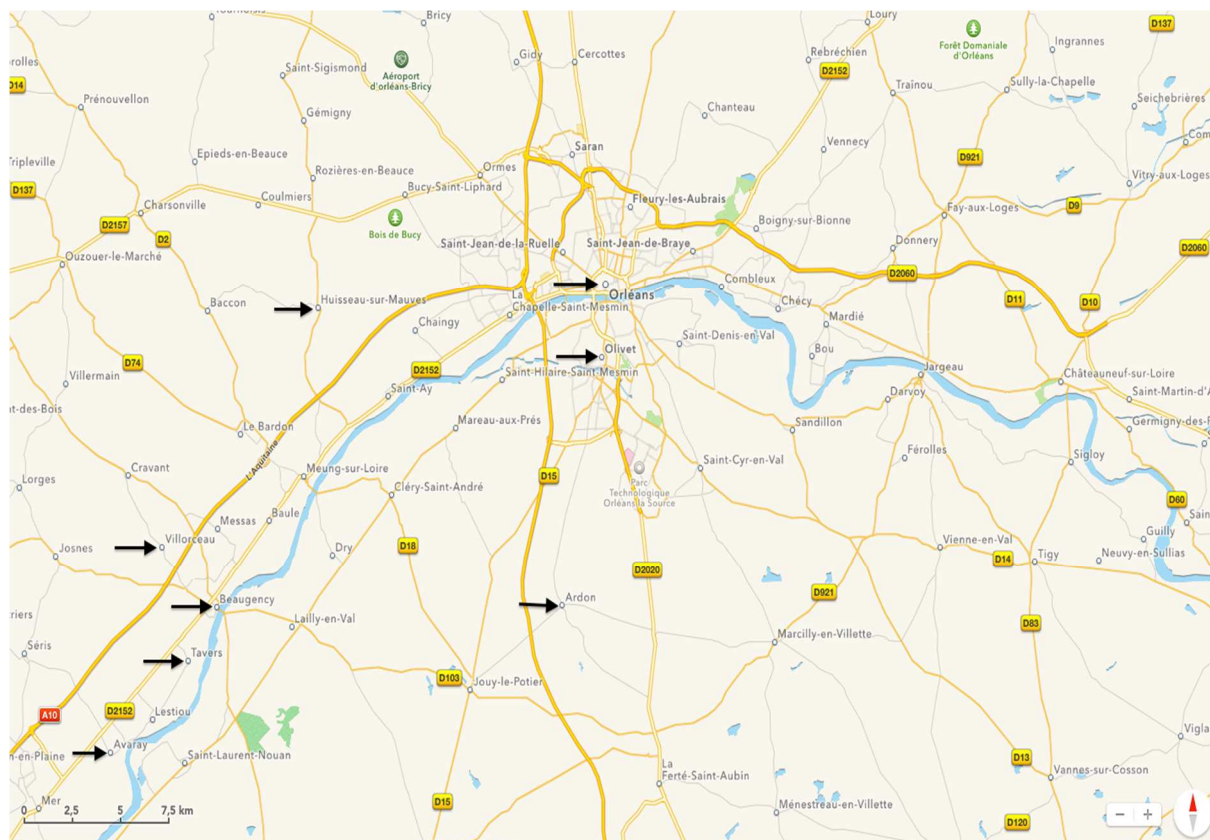 Tournoisis
Bricy
Loury
D137
Gidy
Cercottes
Forêt Domaniale
d'Orléans
Ingrannes
Rebréchien
Saint-Sigismond
Aéroport
d'orléans-Bricy
D2152
D14
Traînou
Sully-la-Chapelle
Prénouvellon
Chanteau
Seichebrières
Gémigny
Vennecy
Com
Saran
Epieds-en-Beauce
Tripleville
D921
Ormes
Rozières-en-Beauce
Bucy-Saint-Liphard
Vitry-aux-Loges
D137
Coulmiers
Fleury-les-Aubrais
Charsonville
D9
D2157
Bois de Bucy
Boigny-sur-Bionne
Fay-aux-Loges
D2
Saint-Jean-de-la-Ruelle
Saint-Jean-de-Braye
Donnery
D2060
Ouzouer-le-Marché
D2060
Combleux
Orléans
La
Chapelle-Saint-Mesmin
Huisseau-sur-Mauves
Baccon
Chécy
D11
D10
Chaingy
Mardié
Saint-Denis-en-Val
Olivet
Bou
D74
D2152
Saint-Hilaire-Saint-Mesmin
Jargeau
Villermain
Châteauneuf-sur-Loire
Saint-Ay
Darvoy
Saint-Martin-d'A
nt-des-Bois
Mareau-aux-Prés
Sandillon
Germigny-des-P
Le Bardon
L'Aquitaine
Férolles
Sigloy
Cravant
Meung-sur-Loire
Saint-Cyr-en-Val
D15
Lorges
Cléry-Saint-André
Parc
Technologique
Orléans la Source
D60
Messas
Baule
Sain
Villorceau
Guilly
Josnes
Dry
D18
Vienne-en-Val
D14
Tigy
Neuvy-en-Sullias
D2020
Beaugency
Ardon
D921
Lailly-en-Val
D83
Marcilly-en-Villette
Séris
Tavers
D103
Jouy-le-Potier
A10
D2152
Lestiou
Avaray
Saint-Laurent-Nouan
Vigla
n-en-Plaine
D13
La
Ferté-Saint-Aubin
Vannes-sur-Cosson
Mer
D15
Ménestreau-en-Villette
D120
0 2,5 5 7,5 km